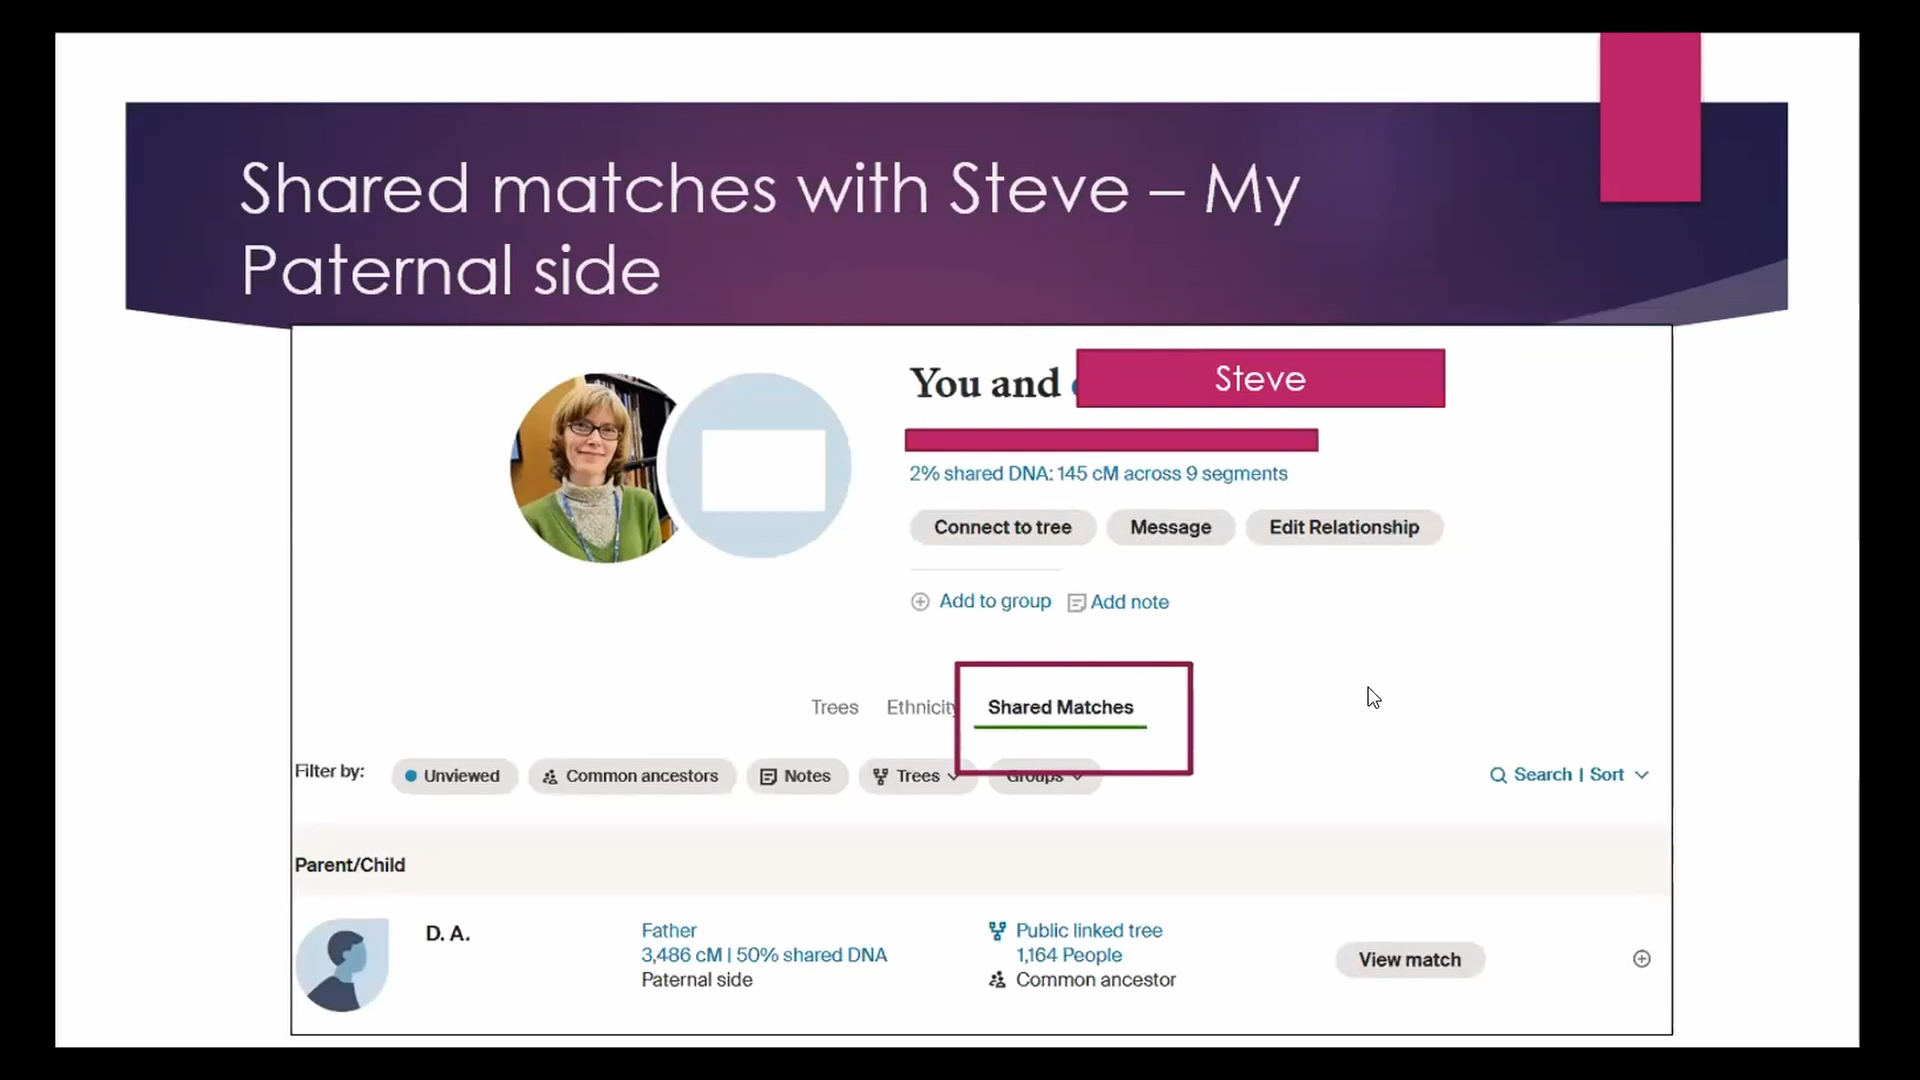 Shared matches with Steve – My
Paternal side
You and
Steve
2% shared DNA: 145 cM across 9 segments
Connect to tree
Message
Edit Relationship
Add to group
Add note
Trees
Ethnicity
Shared Matches
Filter by:
Unviewed
Common ancestors
Notes
Trees
Groups
Search | Sort
Parent/Child
D. A.
Father
3,486 cM | 50% shared DNA
Paternal side
Public linked tree
1,164 People
Common ancestor
View match